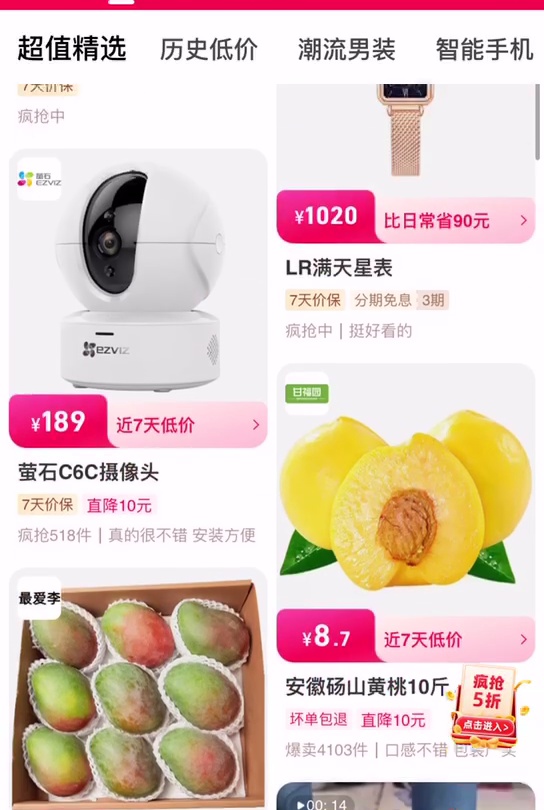 超值精选
历史低价
潮流男装
智能手机
7天价保
疯抢中
萤石
EZVIZ
ezviz
¥189
近7天低价
萤石C6C摄像头
7天价保
直降10元
疯抢518件 | 真的很不错 安装方便
最爱李
¥1020
比日常省90元
LR满天星表
7天价保
分期免息
3期
疯抢中 | 挺好看的
甘福园
¥8.7
近7天低价
安徽砀山黄桃10斤
坏单包退
直降10元
爆卖4103件 | 口感不错
疯抢
5折
点击进入>
00: 14